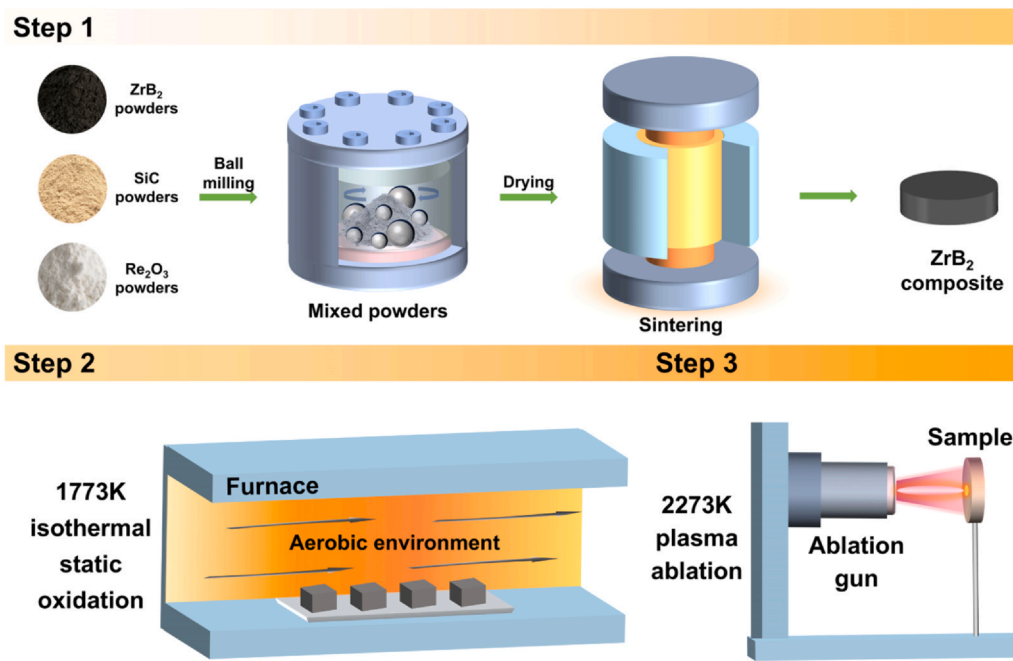 Step 1
ZrB₂
powders
SiC
powders
Re₂O₃
powders
Ball
milling
Mixed powders
Drying
Sintering
ZrB₂
composite
Step 2
1773K
isothermal
static
oxidation
Furnace
Aerobic environment
Step 3
2273K
plasma
ablation
Ablation
gun
Sample